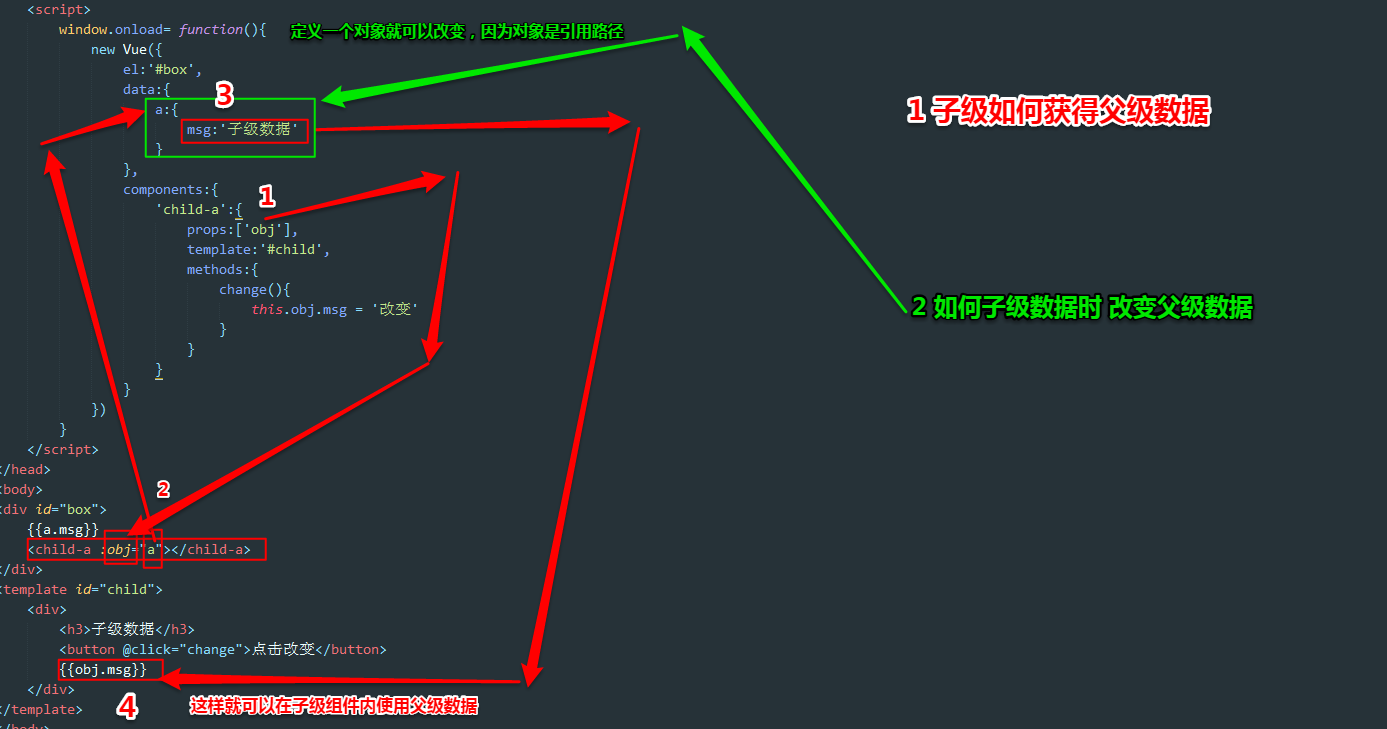 <script>
window.onload= function(){
定义一个对象就可以改变，因为对象是引用路径
new Vue({
el:'#box',
data:{
3
a:{
1 子级如何获得父级数据
msg:'子级数据'
}
},
components:{
1
'child-a':{
props:['obj'],
template:'#child',
methods:{
change(){
this.obj.msg = '改变'
2 如何子级数据时 改变父级数据
}
}
}
}
})
}
</script>
</head>
<body>
2
<div id="box">
{{a.msg}}
<child-a :obj="a"></child-a>
</div>
<template id="child">
<div>
<h3>子级数据</h3>
<button @click="change">点击改变</button>
{{obj.msg}}
</div>
4
这样就可以在子级组件内使用父级数据
</template>
</body>